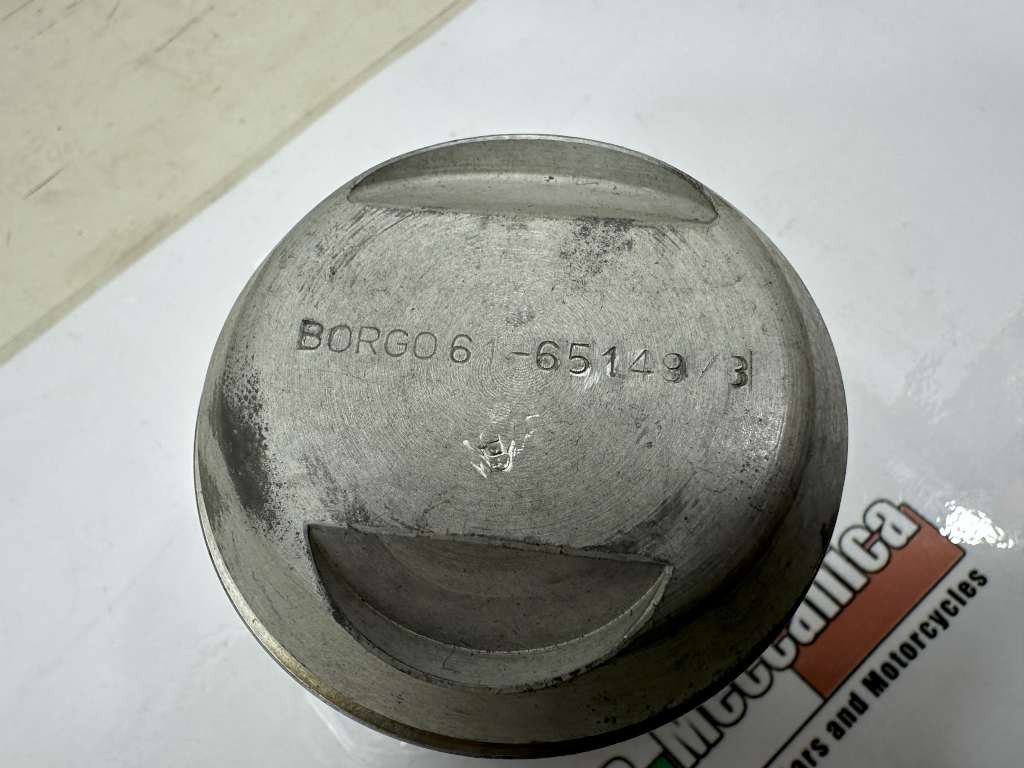 BORGO 61-65149/3
Meccanica
ars and Motorcycles